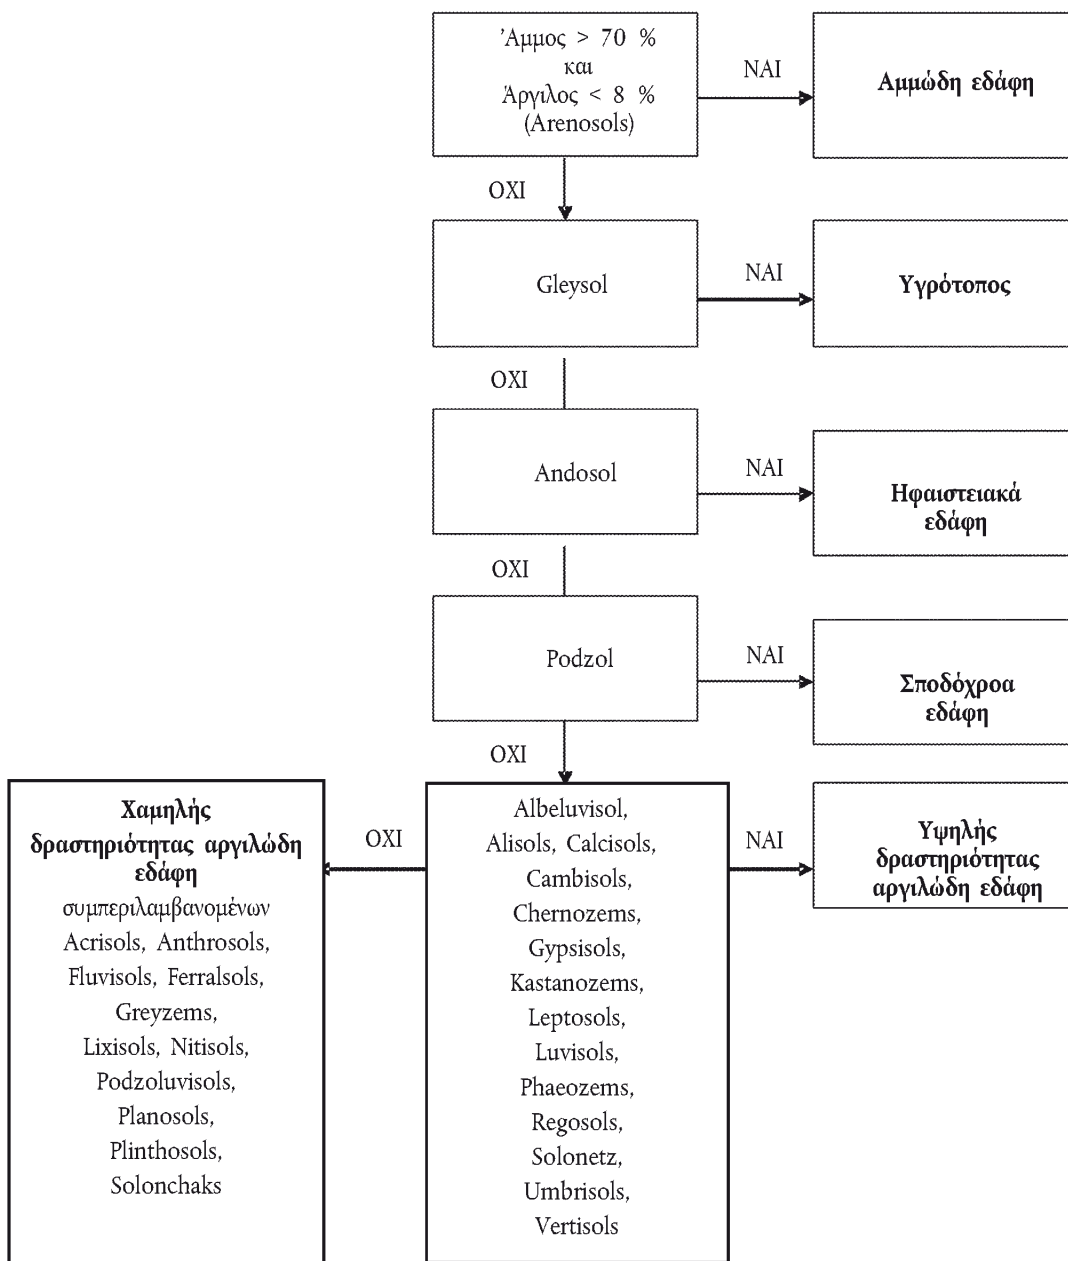 Άμμος > 70 %
και
Άργιλος < 8 %
(Arenosols)
ΝΑΙ
Αμμώδη εδάφη
ΟΧΙ
Gleysol
ΝΑΙ
Υγρότοπος
ΟΧΙ
Andosol
ΝΑΙ
Ηφαιστειακά
εδάφη
ΟΧΙ
Podzol
ΝΑΙ
Σποδόχροα
εδάφη
ΟΧΙ
Χαμηλής
δραστηριότητας αργιλώδη
εδάφη
συμπεριλαμβανομένων
Acrisols, Anthrosols,
Fluvisols, Ferralsols,
Greyzems,
Lixisols, Nitisols,
Podzoluvisols,
Planosols,
Plinthosols,
Solonchaks
ΟΧΙ
Albeluvisol,
Alisols, Calcisols,
Cambisols,
Chernozems,
Gypsisols,
Kastanozems,
Leptosols,
Luvisols,
Phaeozems,
Regosols,
Solonetz,
Umbrisols,
Vertisols
ΝΑΙ
Υψηλής
δραστηριότητας
αργιλώδη εδάφη